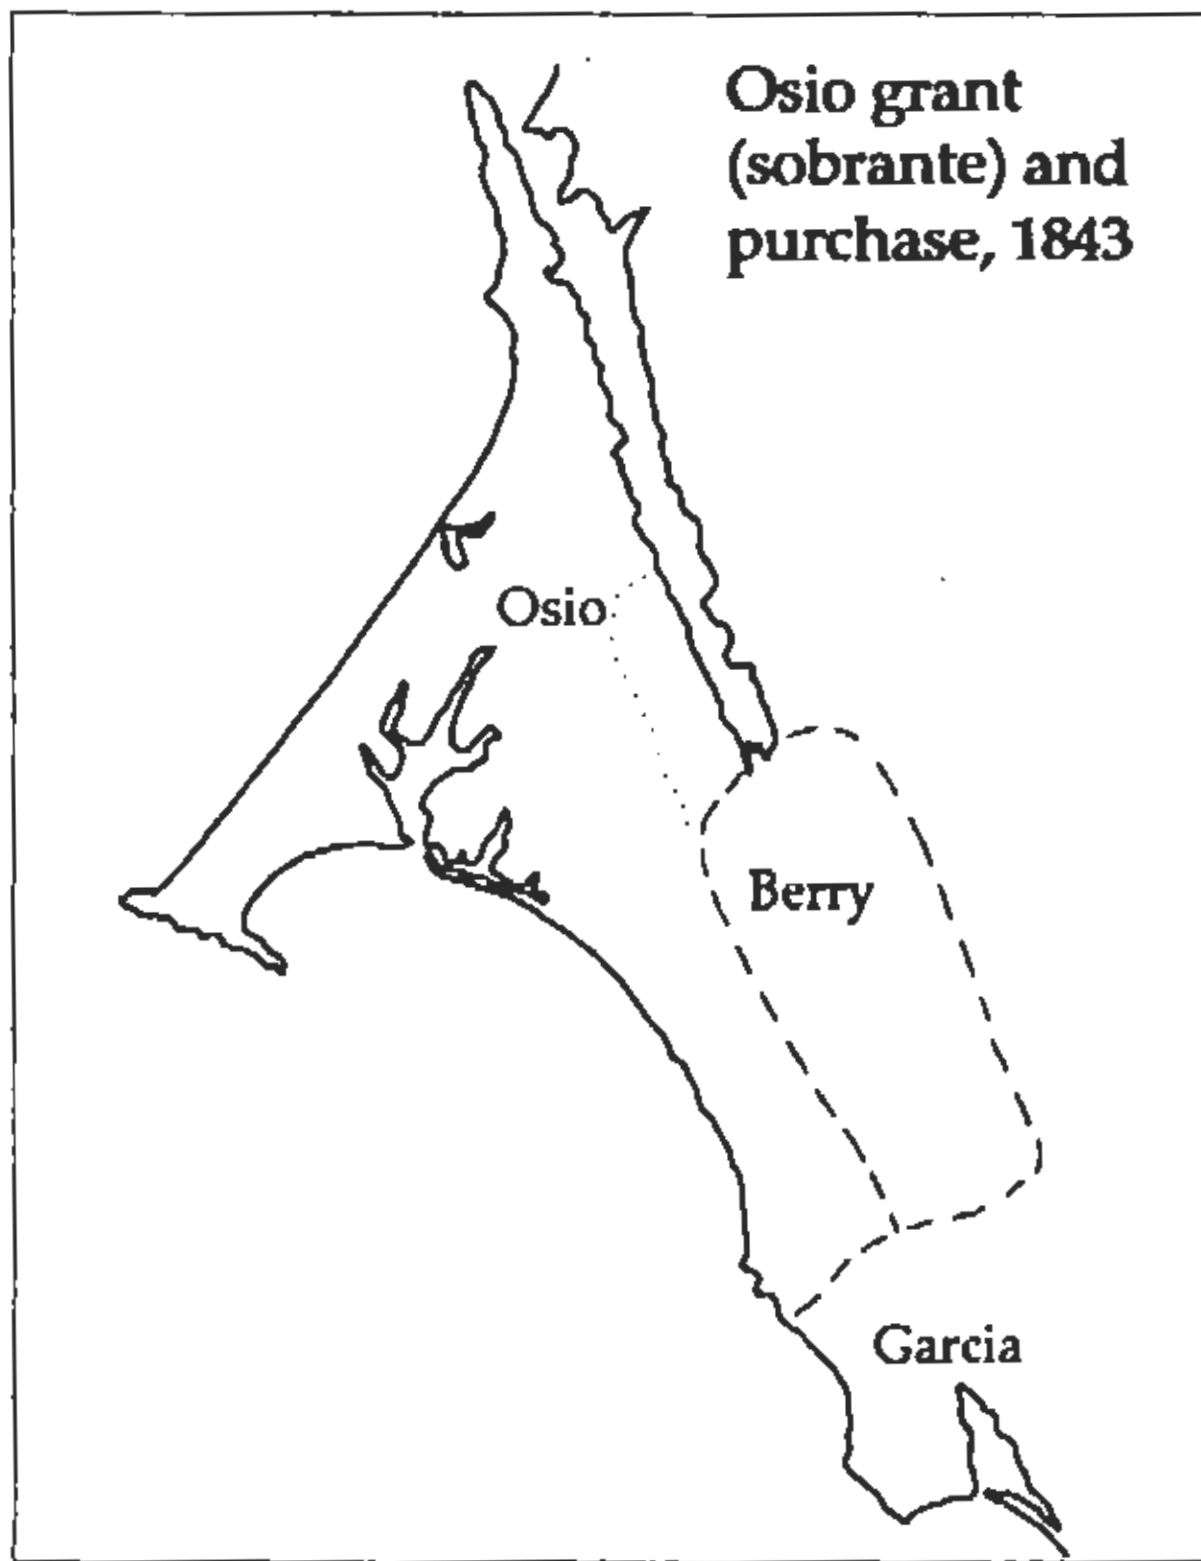 Osio grant
(sobrante) and
purchase, 1843
Osio
Berry
Garcia